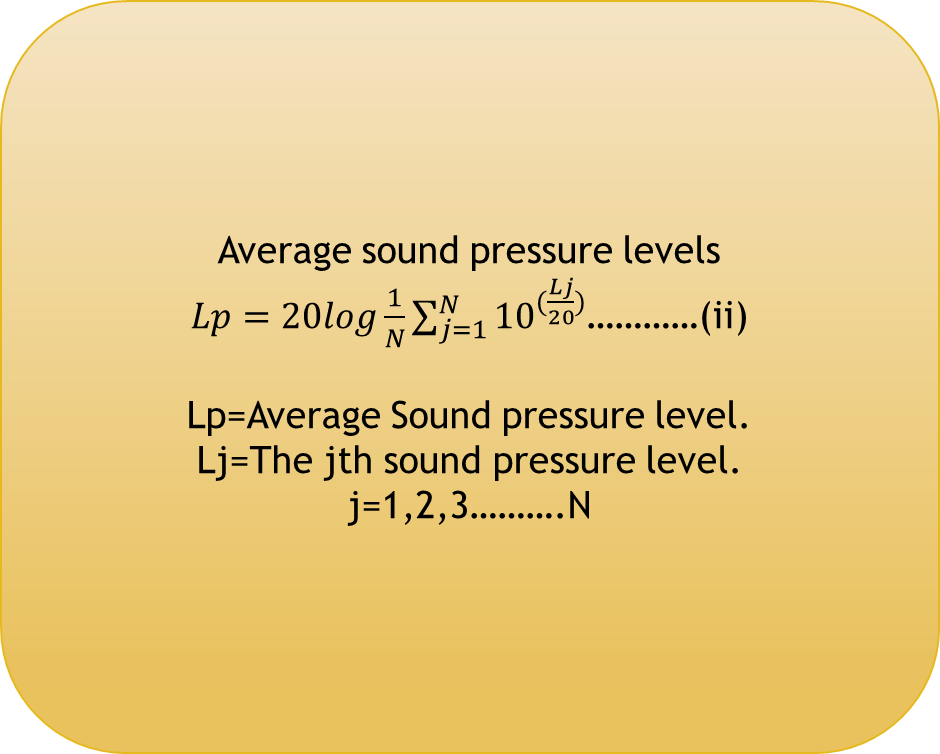 Average sound pressure levels
Lp = 20log 1/N ∑_{j=1}^{N} 10^{(Lj/20)}............(ii)
Lp=Average Sound pressure level.
Lj=The jth sound pressure level.
j=1,2,3..........N